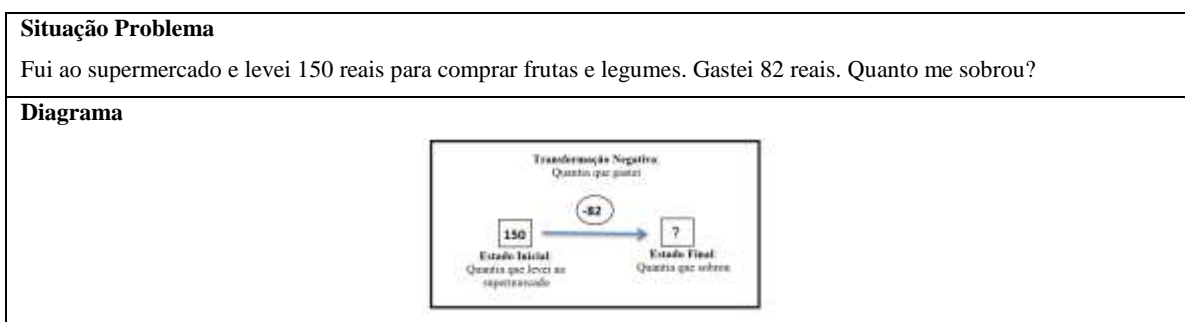 Situação Problema
Fui ao supermercado e levei 150 reais para comprar frutas e legumes. Gastei 82 reais. Quanto me sobrou?
Diagrama
Transformação Negativa:
Quantia que gastei
-82
150
?
Estado Inicial:
Quantia que levei ao
supermercado
Estado Final:
Quantia que sobrou